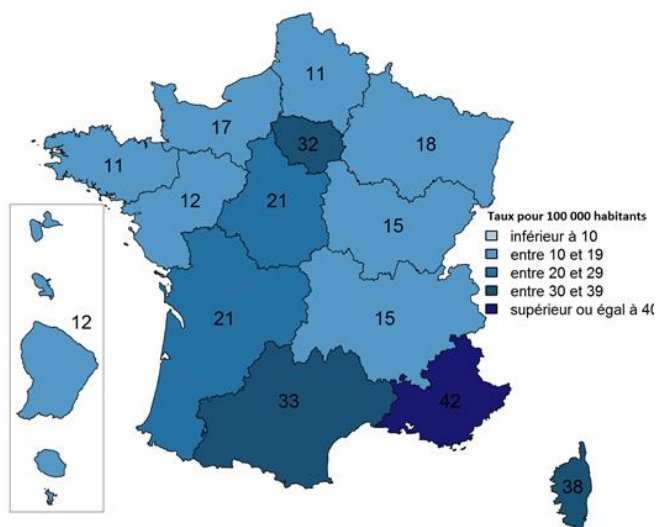 11
17
32
18
11
12
21
15
Taux pour 100 000 habitants
inférieur à 10
entre 10 et 19
entre 20 et 29
entre 30 et 39
supérieur ou égal à 40
12
21
15
33
42
38